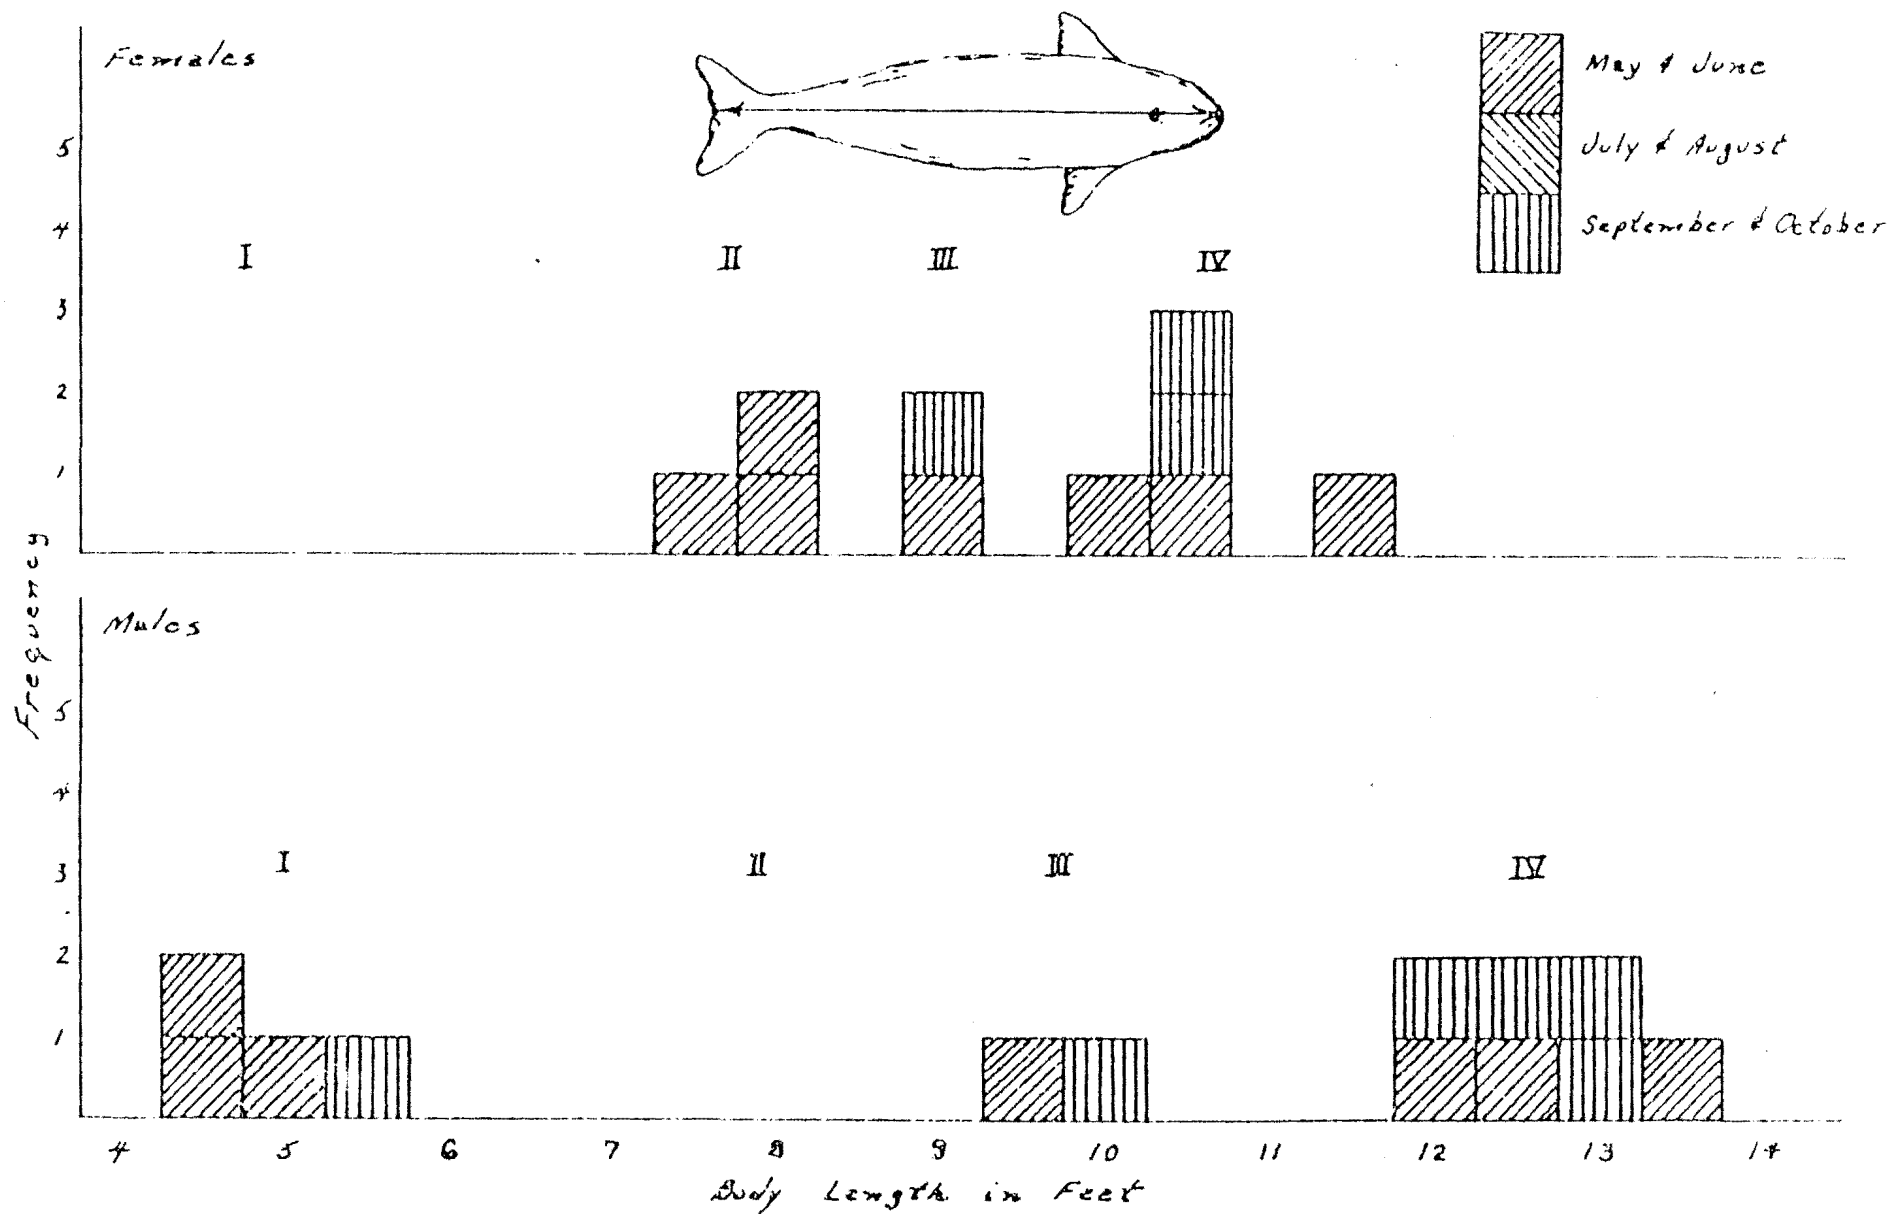 Females
May & June
July & August
September & October
5
4
I II III IV
3
2
1
Frequency
Males
5
4
I II III IV
3
2
1
4 5 6 7 8 9 10 11 12 13 14
Body Length in Feet